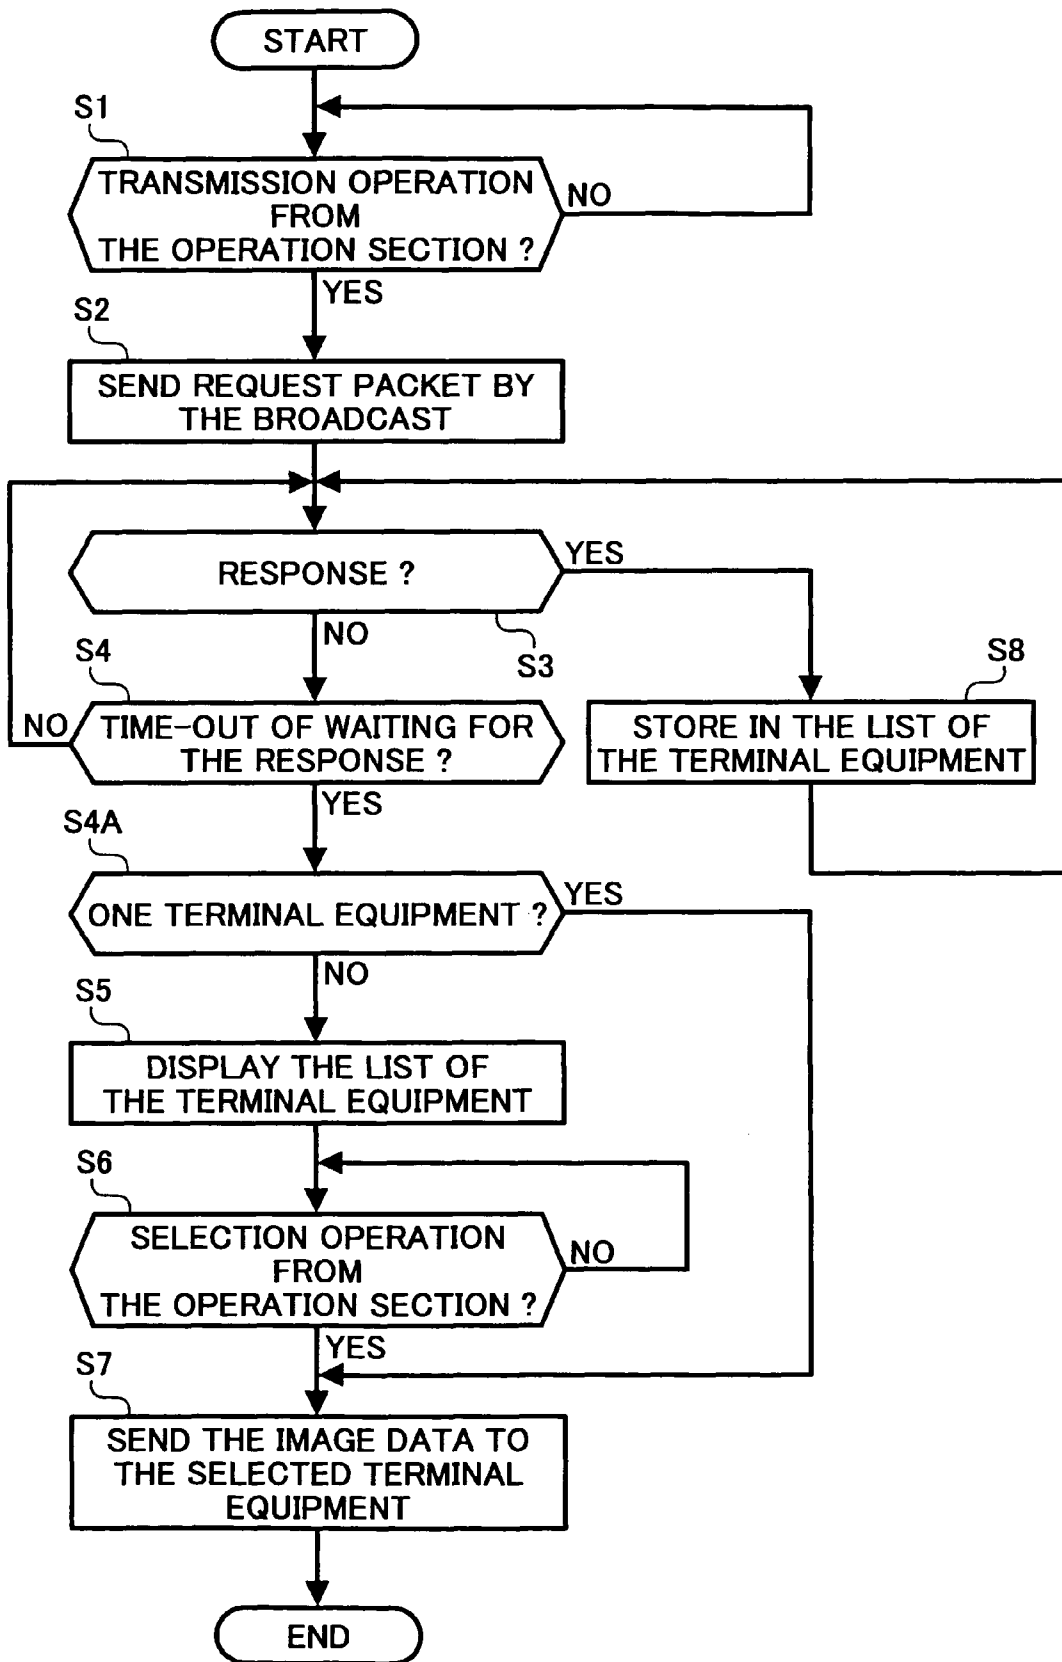 START
S1
TRANSMISSION OPERATION
FROM
THE OPERATION SECTION ?
NO
YES
S2
SEND REQUEST PACKET BY
THE BROADCAST
RESPONSE ?
YES
NO
S3
S4
TIME-OUT OF WAITING FOR
THE RESPONSE ?
NO
YES
S8
STORE IN THE LIST OF
THE TERMINAL EQUIPMENT
S4A
ONE TERMINAL EQUIPMENT ?
YES
NO
S5
DISPLAY THE LIST OF
THE TERMINAL EQUIPMENT
S6
SELECTION OPERATION
FROM
THE OPERATION SECTION ?
NO
YES
S7
SEND THE IMAGE DATA TO
THE SELECTED TERMINAL
EQUIPMENT
END